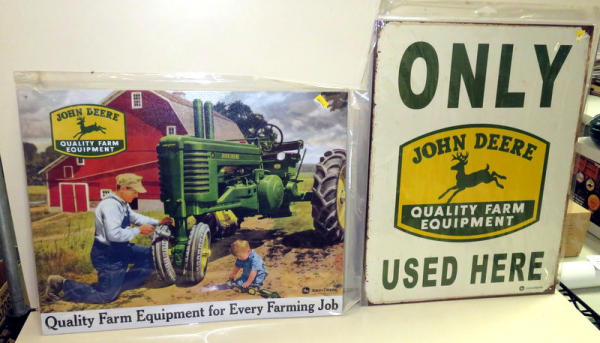 JOHN DEERE
QUALITY FARM
EQUIPMENT
Quality Farm Equipment for Every Farming Job
ONLY
JOHN DEERE
QUALITY FARM
EQUIPMENT
USED HERE